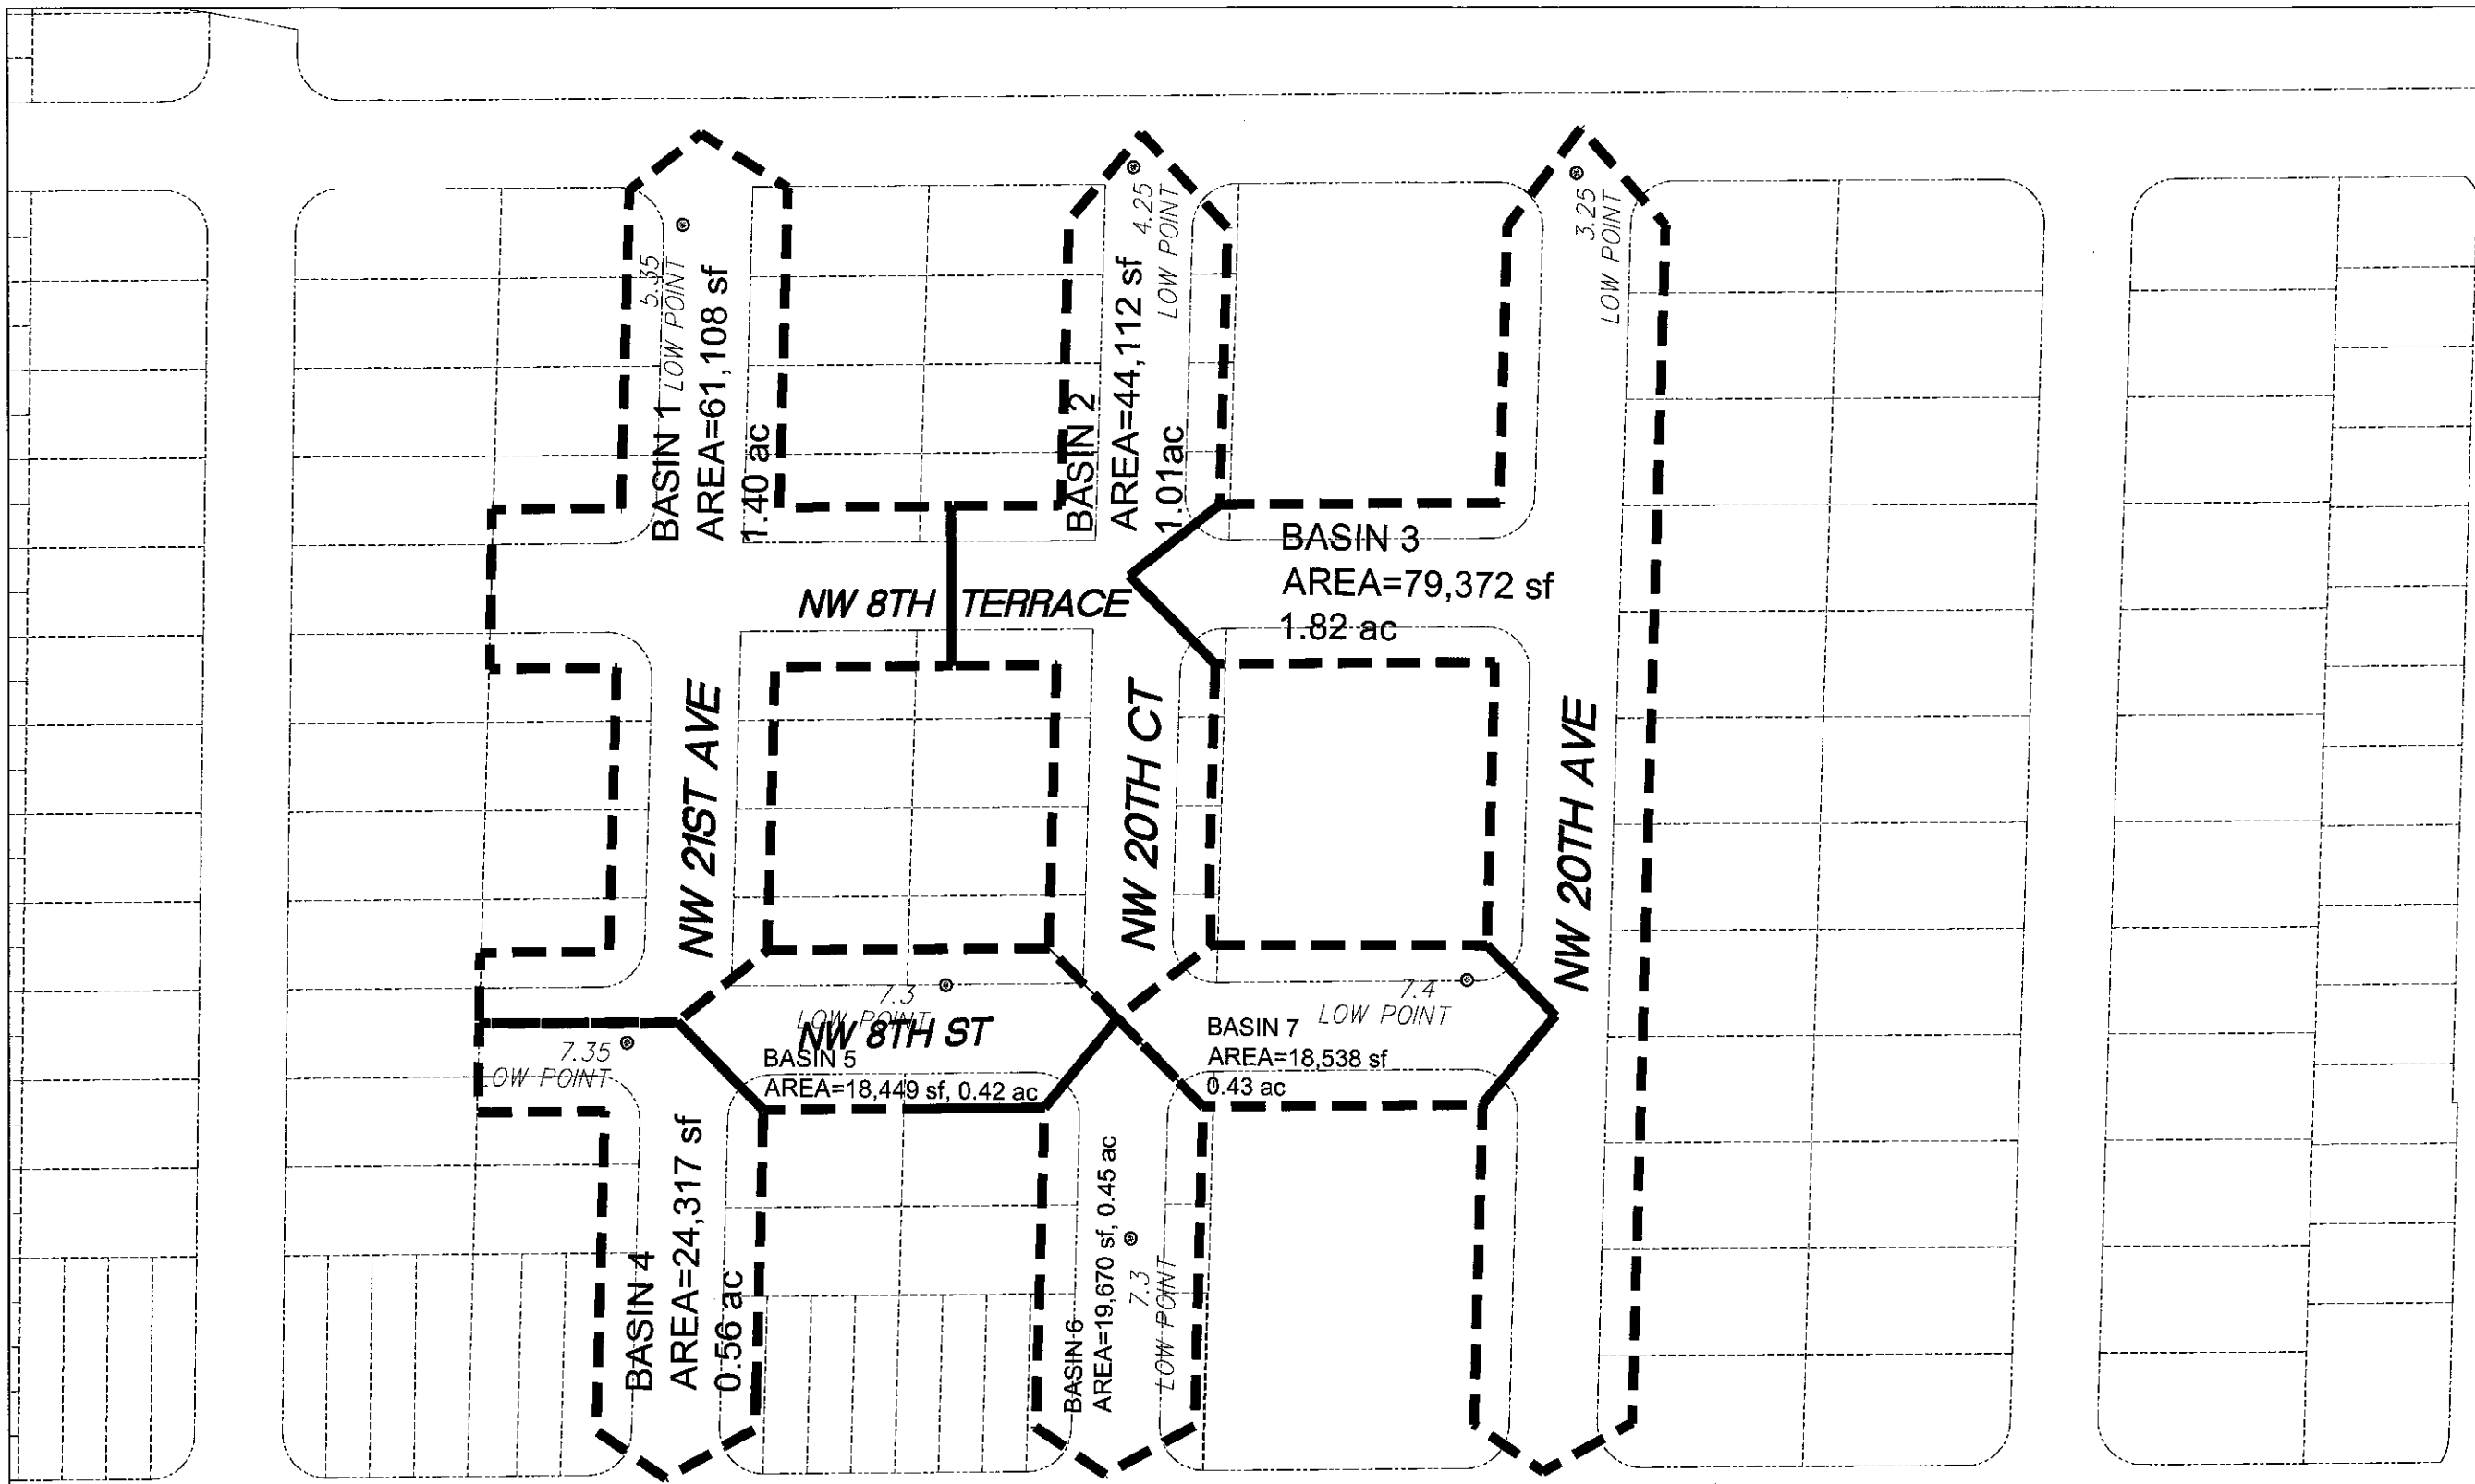 5.35
LOW POINT
BASIN 1
AREA=61,108 sf
1.40 ac
4.25
LOW POINT
BASIN 2
AREA=44,112 sf
1.01ac
3.25
LOW POINT
BASIN 3
AREA=79,372 sf
1.82 ac
NW 8TH TERRACE
NW 21ST AVE
NW 20TH CT
NW 20TH AVE
7.3
LOW POINT
NW 8TH ST
7.4
LOW POINT
7.35
LOW POINT
BASIN 5
AREA=18,449 sf, 0.42 ac
BASIN 7
AREA=18,538 sf
0.43 ac
BASIN 4
AREA=24,317 sf
0.56 ac
BASIN 6
AREA=19,670 sf, 0.45 ac
7.3
LOW POINT